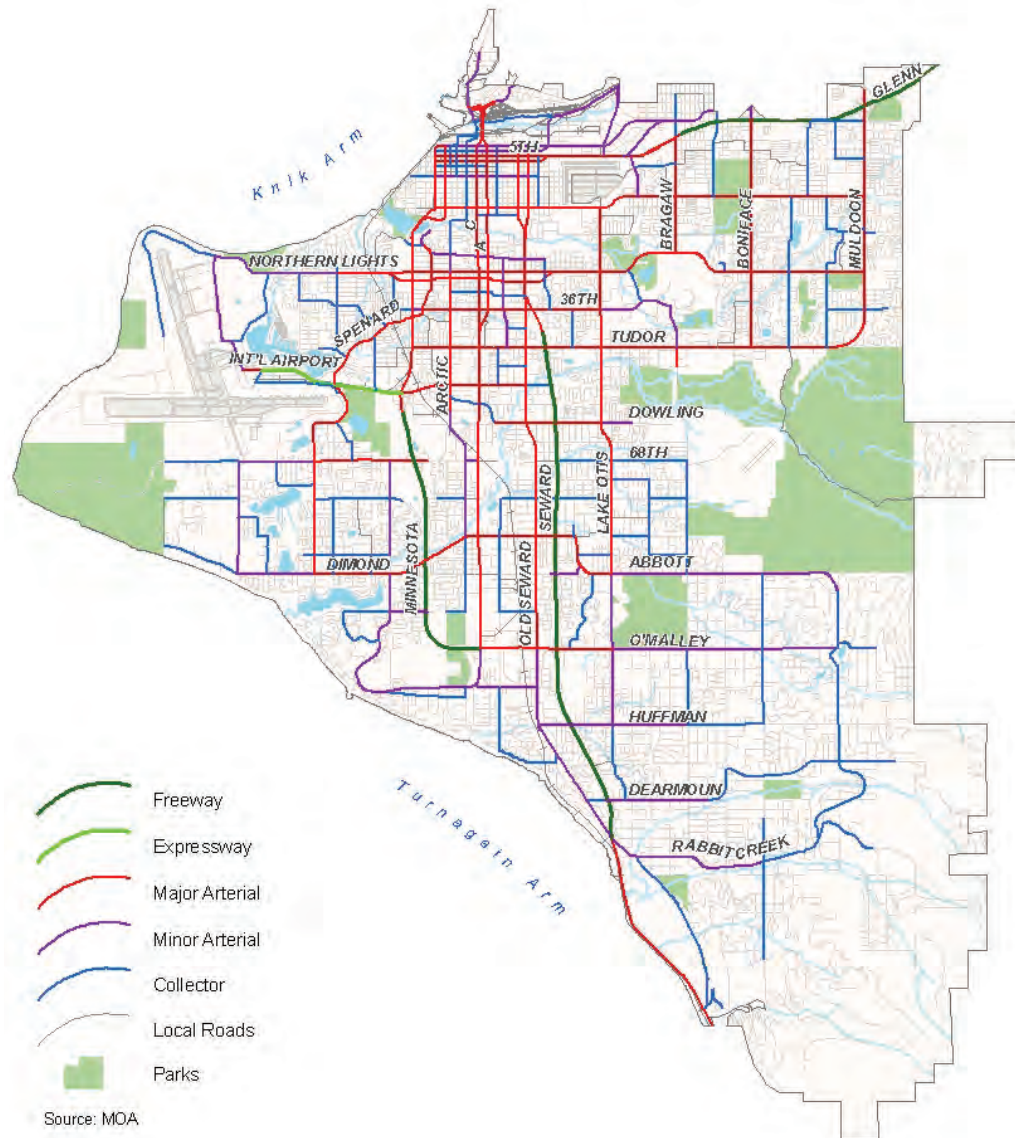 GLENN
5TH
Knik Arm
C
A
BRAGAW
BONIFACE
MULDOON
NORTHERN LIGHTS
36TH
SPENARD
TUDOR
INT'L AIRPORT
ARCTIC
DOWLING
68TH
SEWARD
LAKE OTIS
MINNESOTA
DIMOND
OLD SEWARD
ABBOTT
O'MALLEY
HUFFMAN
DEARMOUN
RABBITCREEK
Turnagain Arm
Freeway
Expressway
Major Arterial
Minor Arterial
Collector
Local Roads
Parks
Source: MOA